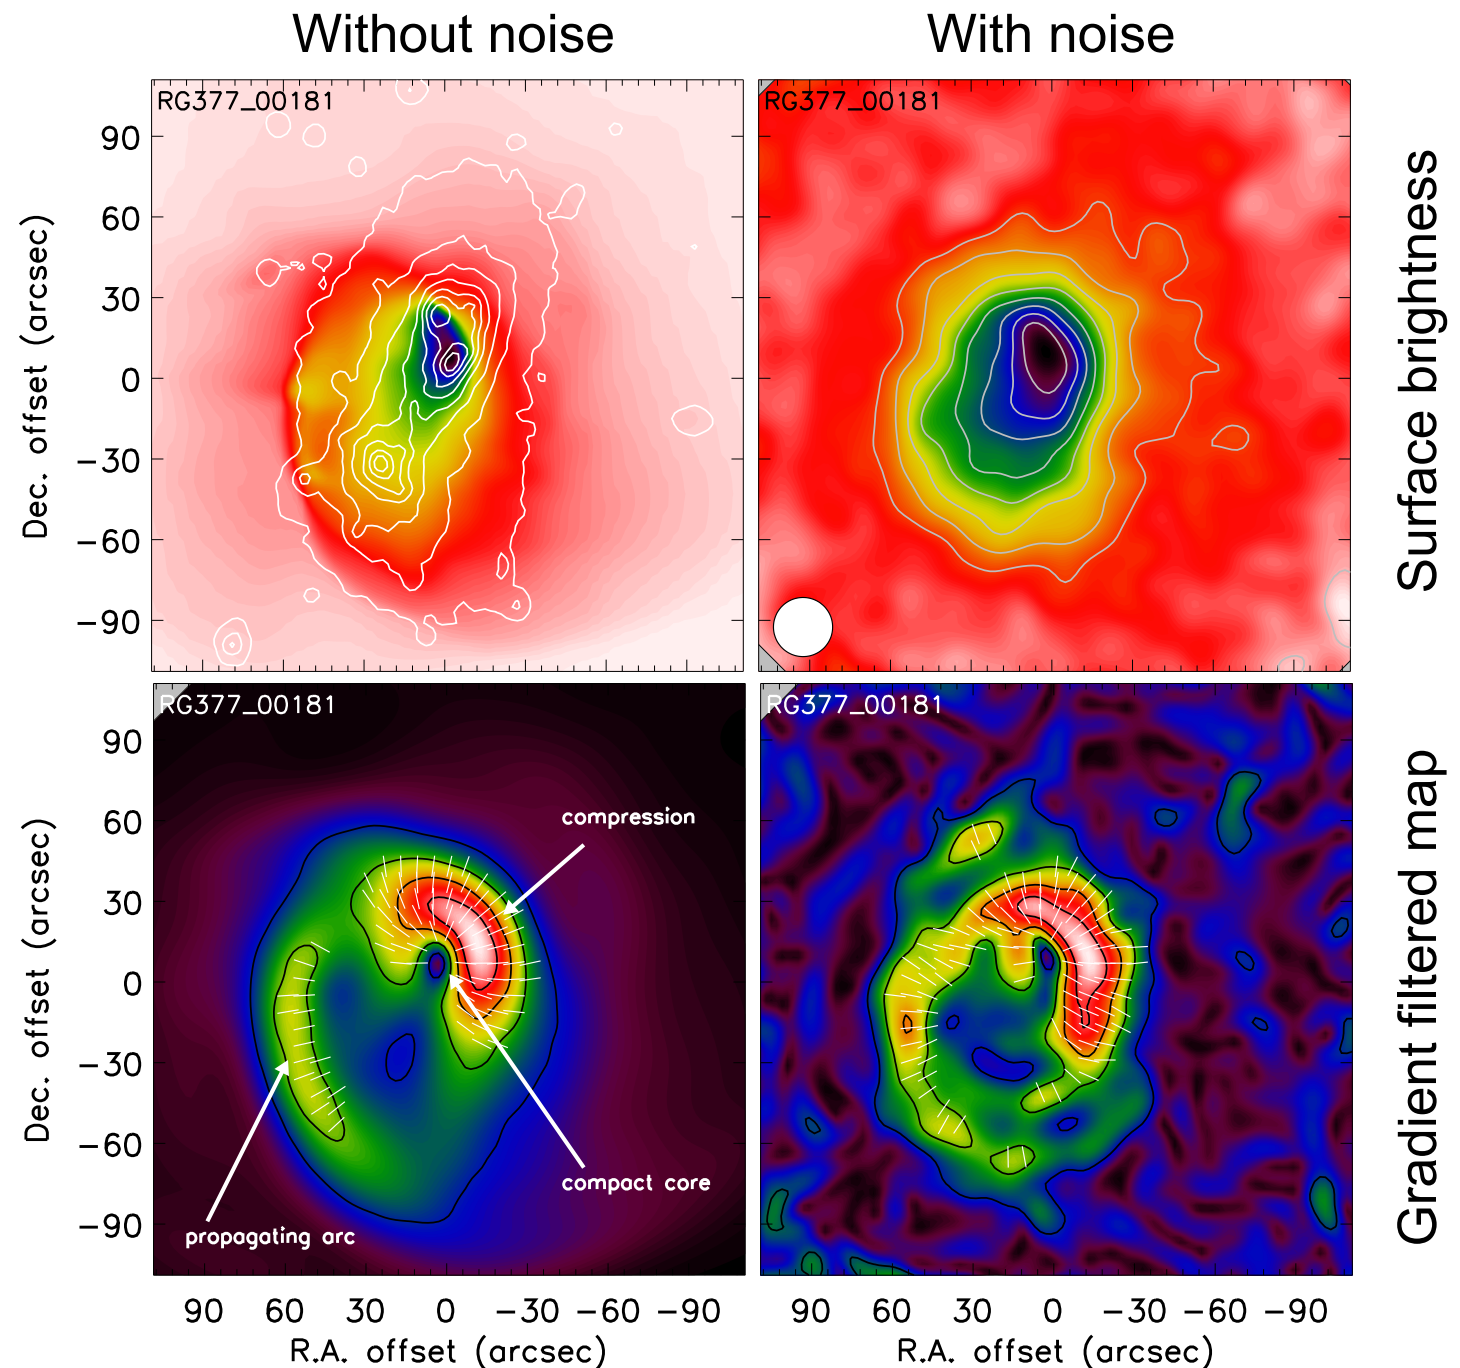 Without noise
With noise
RG377_00181
RG377_00181
90
60
30
0
−30
−60
−90
Dec. offset (arcsec)
Surface brightness
RG377_00181
RG377_00181
90
60
30
0
−30
−60
−90
Dec. offset (arcsec)
compression
compact core
propagating arc
Gradient filtered map
90 60 30 0 −30 −60 −90
90 60 30 0 −30 −60 −90
R.A. offset (arcsec)
R.A. offset (arcsec)